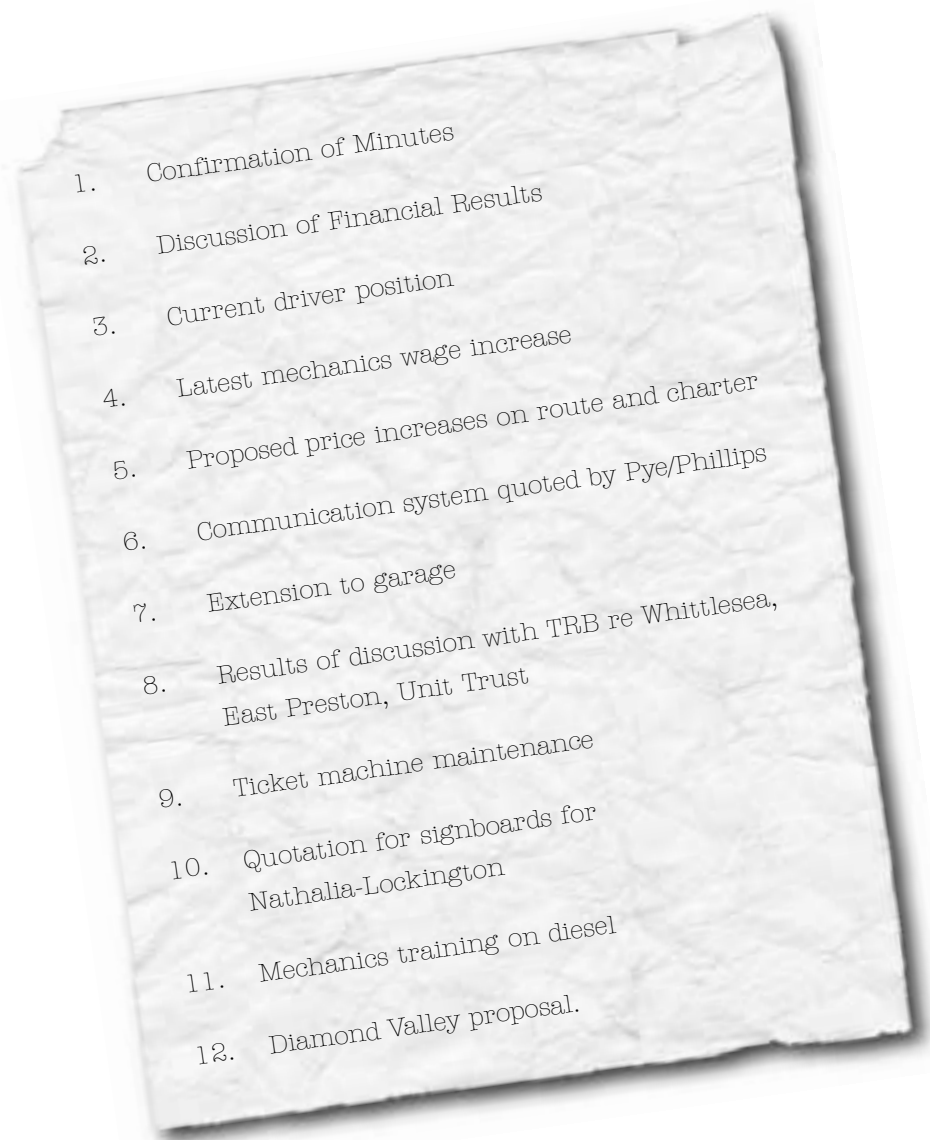 1. Confirmation of Minutes
2. Discussion of Financial Results
3. Current driver position
4. Latest mechanics wage increase
5. Proposed price increases on route and charter
6. Communication system quoted by Pye/Phillips
7. Extension to garage
8. Results of discussion with TRB re Whittlesea,
East Preston, Unit Trust
9. Ticket machine maintenance
10. Quotation for signboards for
Nathalia-Lockington
11. Mechanics training on diesel
12. Diamond Valley proposal.